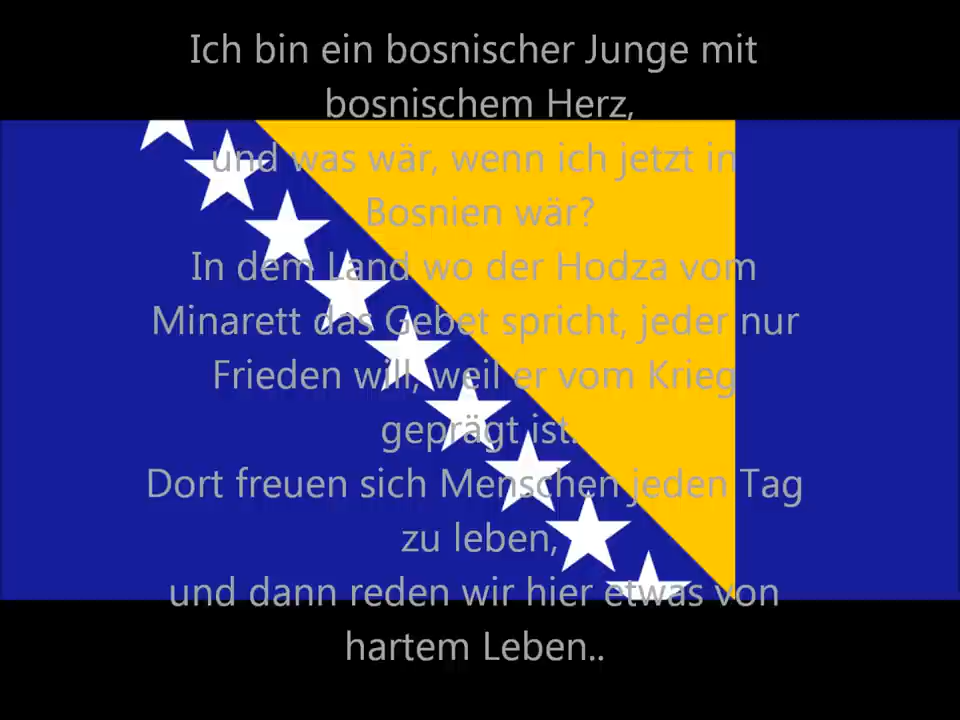 Ich bin ein bosnischer Junge mit
bosnischem Herz,
und was wär, wenn ich jetzt in
Bosnien wär?
In dem Land wo der Hodza vom
Minarett das Gebet spricht, jeder nur
Frieden will, weil er vom Krieg
geprägt ist.
Dort freuen sich Menschen jeden Tag
zu leben,
und dann reden wir hier etwas von
hartem Leben..